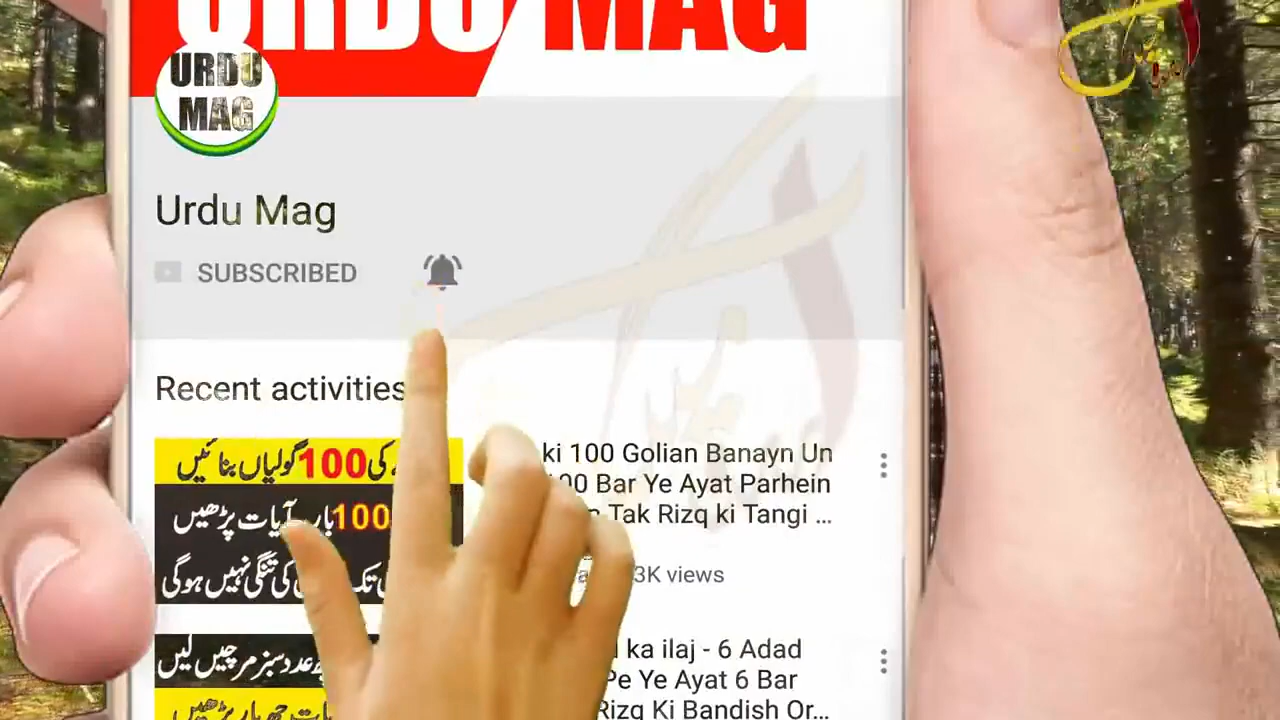 URDU MAG
URDU
MAG
Urdu Mag
SUBSCRIBED
Recent activities
کی 100 گولیاں بنائیں
100 بار آیات پڑھیں
تک کی تنگی نہیں ہوگی
ki 100 Golian Banayn Un
100 Bar Ye Ayat Parhein
Tak Rizq ki Tangi ...
3K views
عدد سبز مرچیں لیں
ka ilaj - 6 Adad
Pe Ye Ayat 6 Bar
Rizq Ki Bandish Or...